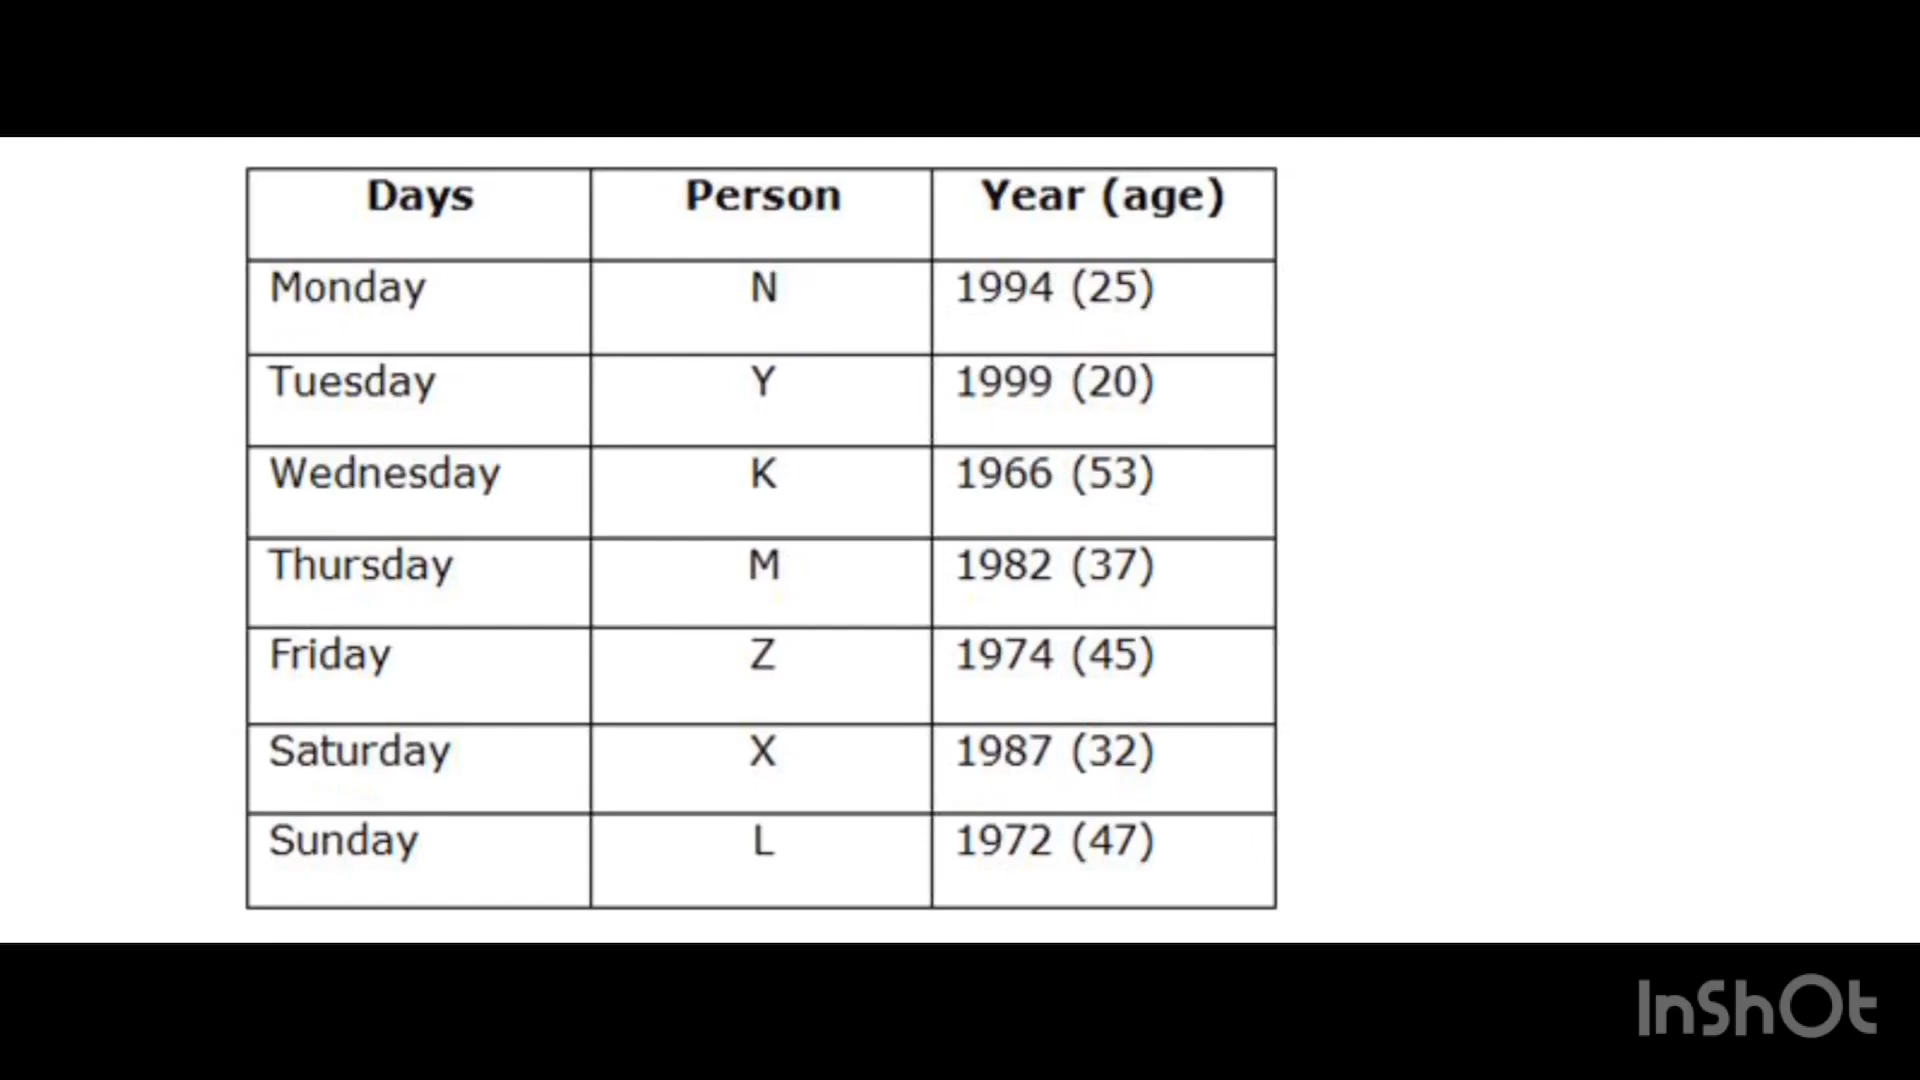 Days Person Year (age)
Monday N 1994 (25)
Tuesday Y 1999 (20)
Wednesday K 1966 (53)
Thursday M 1982 (37)
Friday Z 1974 (45)
Saturday X 1987 (32)
Sunday L 1972 (47)
InShOt